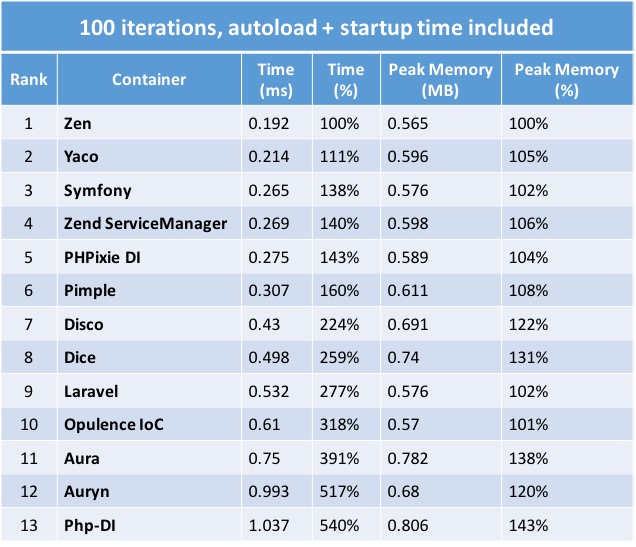 100 iterations, autoload + startup time included
Rank Container Time (ms) Time (%) Peak Memory (MB) Peak Memory (%)
1 Zen 0.192 100% 0.565 100%
2 Yaco 0.214 111% 0.596 105%
3 Symfony 0.265 138% 0.576 102%
4 Zend ServiceManager 0.269 140% 0.598 106%
5 PHPixie DI 0.275 143% 0.589 104%
6 Pimple 0.307 160% 0.611 108%
7 Disco 0.43 224% 0.691 122%
8 Dice 0.498 259% 0.74 131%
9 Laravel 0.532 277% 0.576 102%
10 Opulence IoC 0.61 318% 0.57 101%
11 Aura 0.75 391% 0.782 138%
12 Auryn 0.993 517% 0.68 120%
13 Php-DI 1.037 540% 0.806 143%